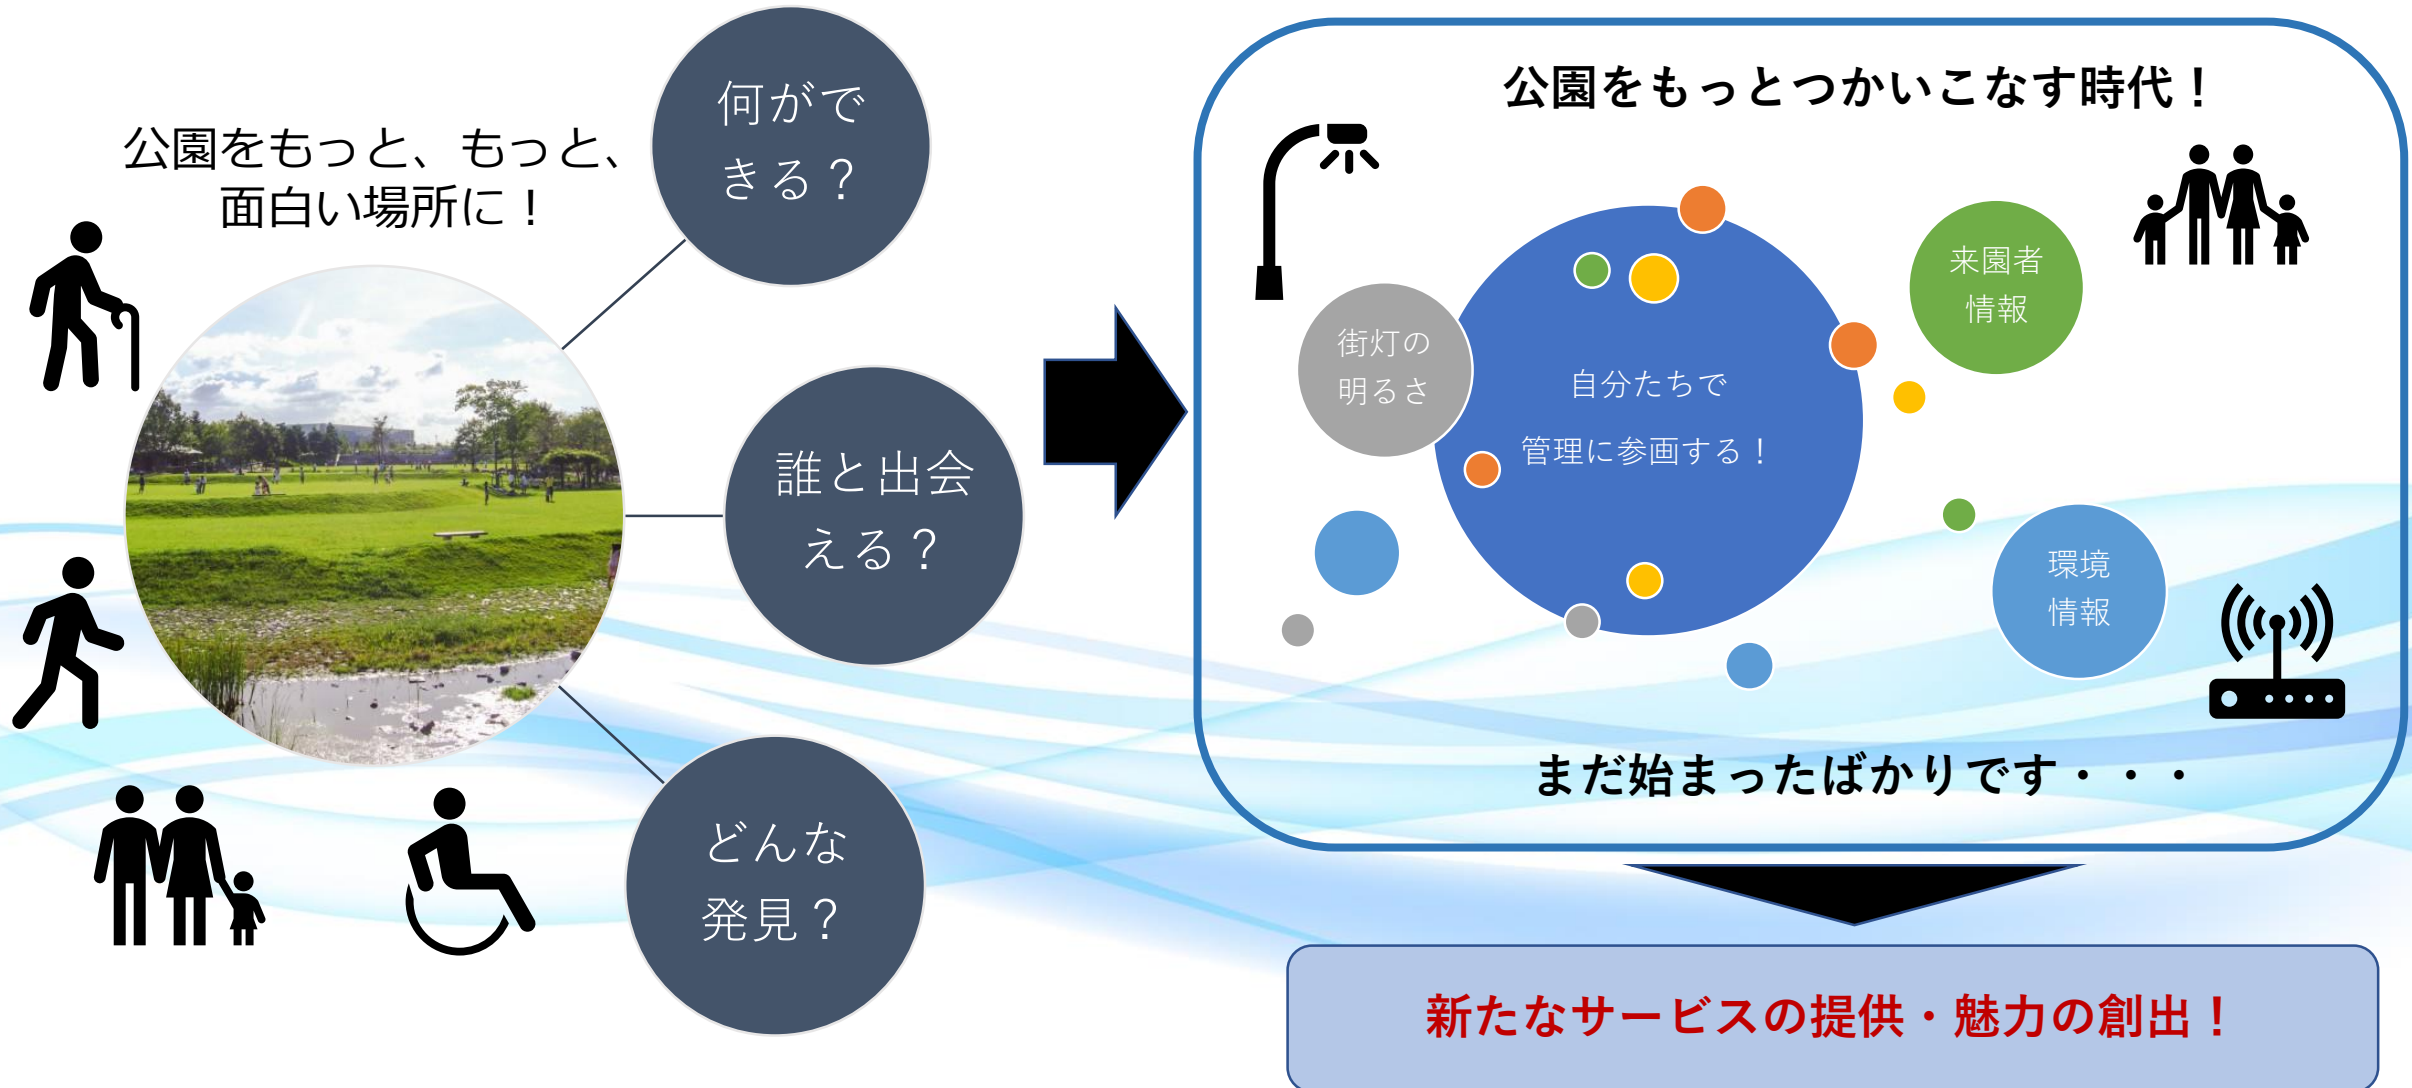 公園をもっと、もっと、
面白い場所に！
何がで
きる？
誰と出会
える？
どんな
発見？
公園をもっとつかいこなす時代！
街灯の
明るさ
自分たちで
管理に参画する！
来園者
情報
環境
情報
まだ始まったばかりです・・・
新たなサービスの提供・魅力の創出！